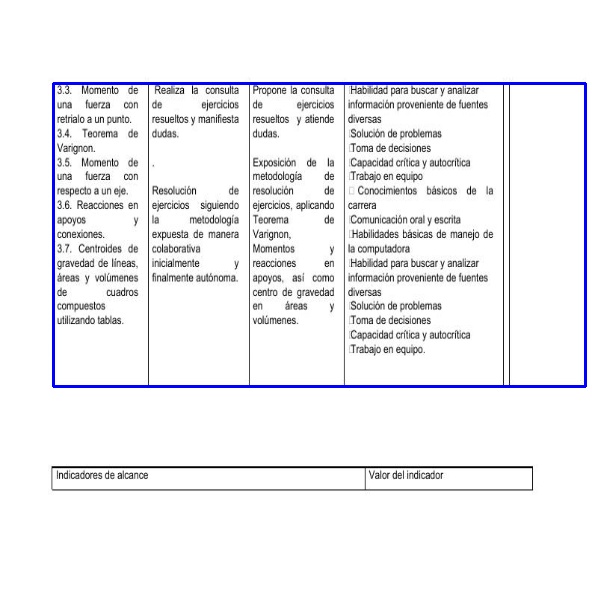 3.3. Momento de
una fuerza con
retrialo a un punto.
3.4. Teorema de
Varignon.
3.5. Momento de
una fuerza con
respecto a un eje.
3.6. Reacciones en
apoyos y
conexiones.
3.7. Centroides de
gravedad de líneas,
áreas y volúmenes
de cuadros
compuestos
utilizando tablas.
Realiza la consulta
de ejercicios
resueltos y manifiesta
dudas.
.
Resolución de
ejercicios siguiendo
la metodología
expuesta de manera
colaborativa
inicialmente y
finalmente autónoma.
Propone la consulta
de ejercicios
resueltos y atiende
dudas.
Exposición de la
metodología de
resolución de
ejercicios, aplicando
Teorema de
Varignon,
Momentos y
reacciones en
apoyos, así como
centro de gravedad
en áreas y
volúmenes.
Habilidad para buscar y analizar
información proveniente de fuentes
diversas
Solución de problemas
Toma de decisiones
Capacidad crítica y autocrítica
Trabajo en equipo
Conocimientos básicos de la
carrera
Comunicación oral y escrita
Habilidades básicas de manejo de
la computadora
Habilidad para buscar y analizar
información proveniente de fuentes
diversas
Solución de problemas
Toma de decisiones
Capacidad crítica y autocrítica
Trabajo en equipo.
Indicadores de alcance
Valor del indicador